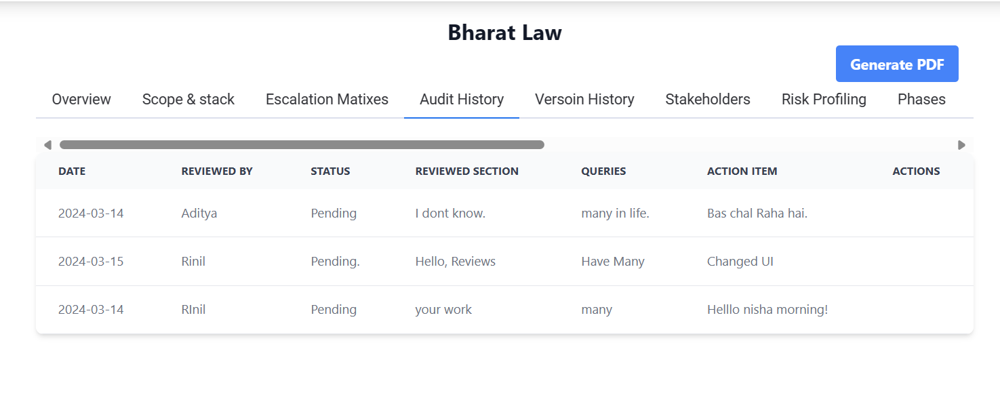 Bharat Law
Generate PDF
Overview Scope & stack Escalation Matixes Audit History Versoin History Stakeholders Risk Profiling Phases
DATE REVIEWED BY STATUS REVIEWED SECTION QUERIES ACTION ITEM ACTIONS
2024-03-14 Aditya Pending I dont know. many in life. Bas chal Raha hai.
2024-03-15 Rinil Pending. Hello, Reviews Have Many Changed UI
2024-03-14 RInil Pending your work many Helllo nisha morning!